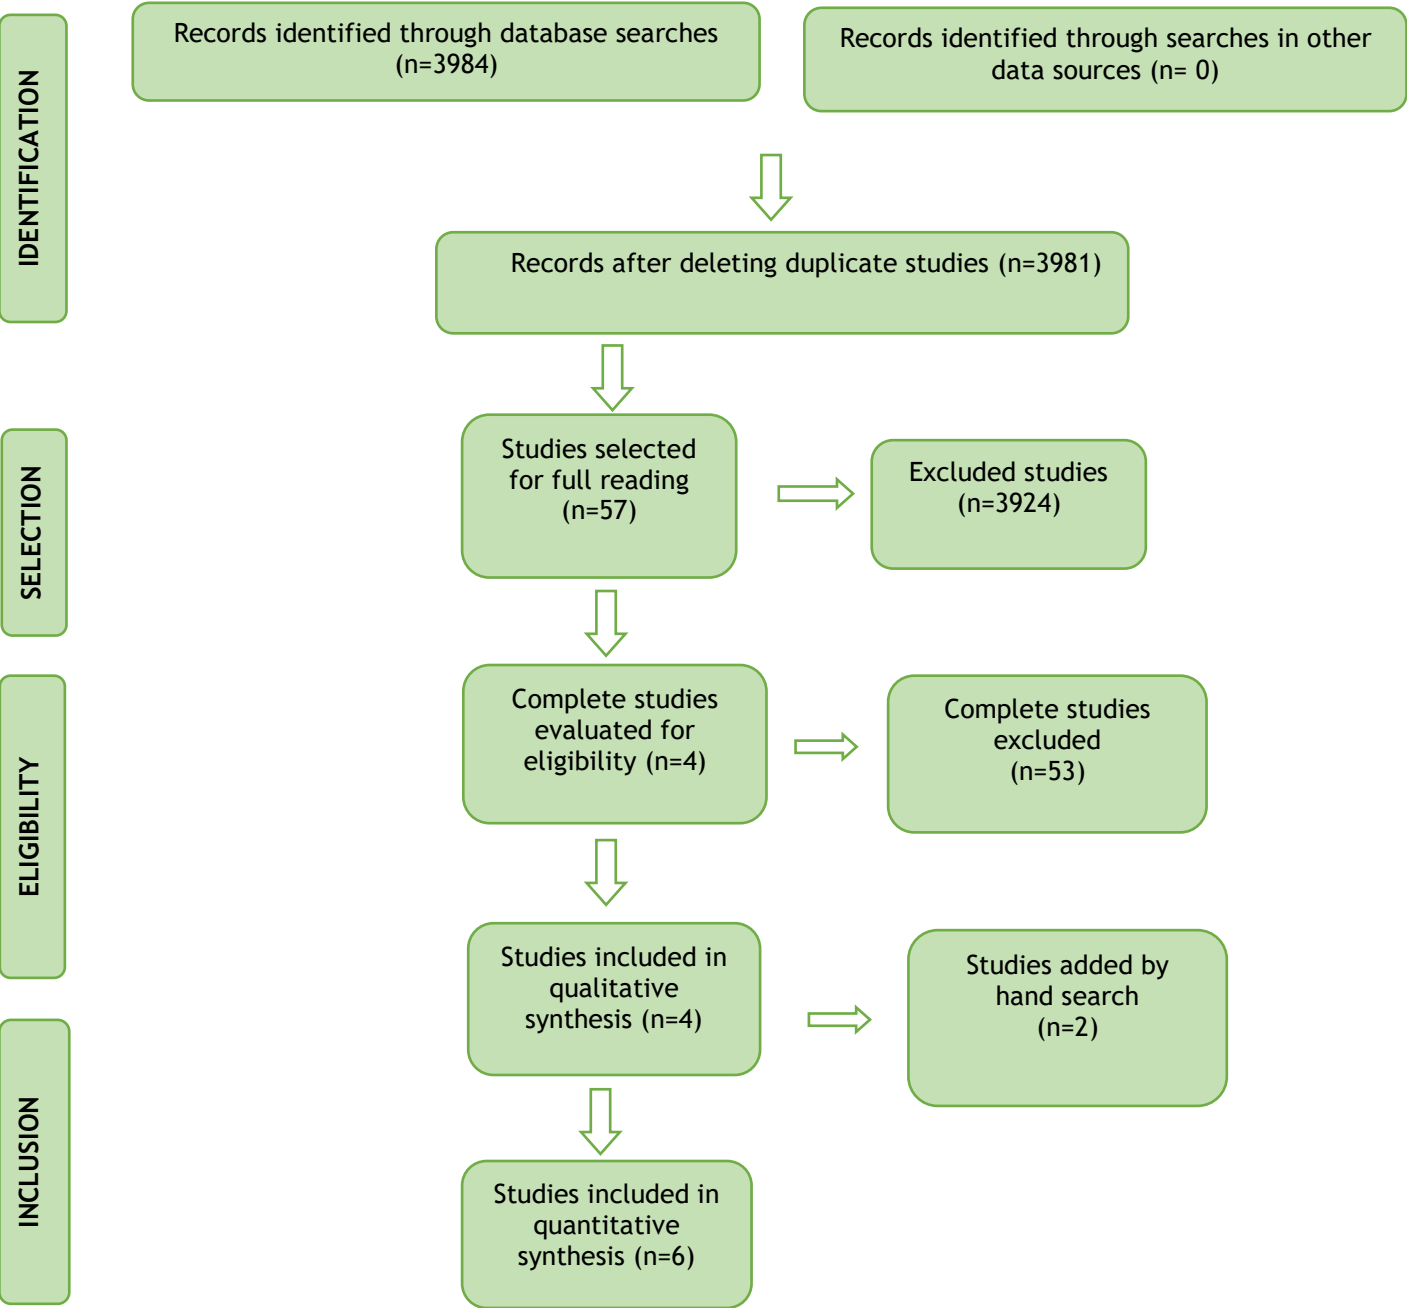 IDENTIFICATION
Records identified through database searches
(n=3984)
Records identified through searches in other
data sources (n= 0)
Records after deleting duplicate studies (n=3981)
SELECTION
Studies selected
for full reading
(n=57)
Excluded studies
(n=3924)
ELIGIBILITY
Complete studies
evaluated for
eligibility (n=4)
Complete studies
excluded
(n=53)
Studies included in
qualitative
synthesis (n=4)
Studies added by
hand search
(n=2)
INCLUSION
Studies included in
quantitative
synthesis (n=6)